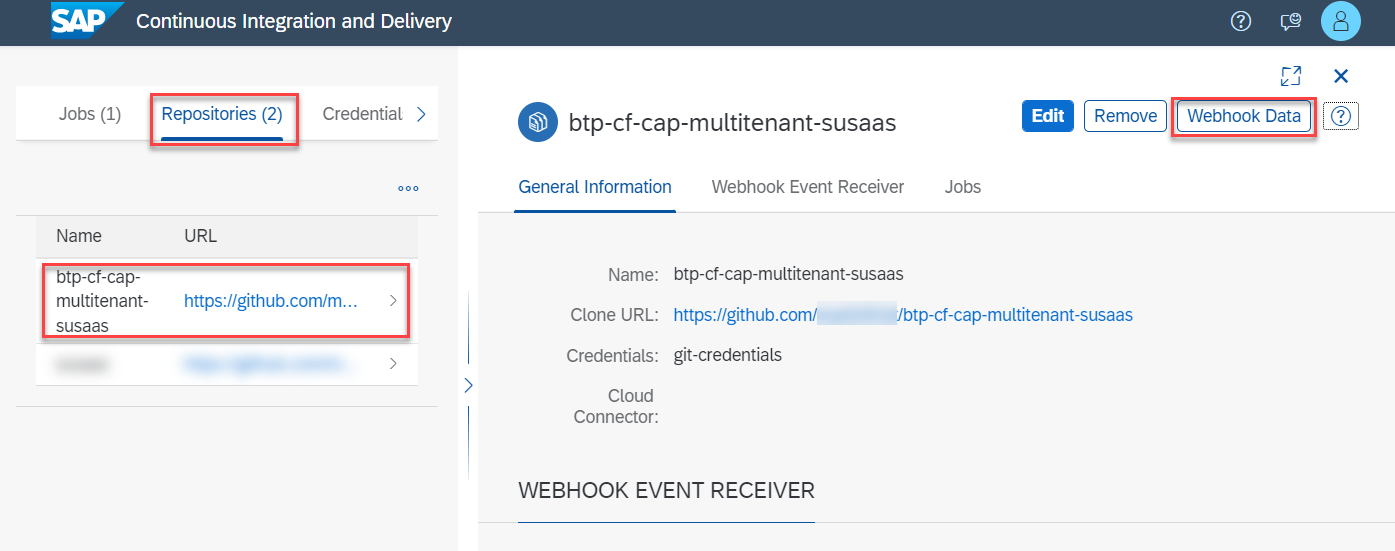 SAP Continuous Integration and Delivery
Jobs (1) Repositories (2) Credential
Name URL
btp-cf-cap-
multitenant-
susaas
https://github.com/m...
btp-cf-cap-multitenant-susaas
Edit Remove Webhook Data
General Information Webhook Event Receiver Jobs
Name: btp-cf-cap-multitenant-susaas
Clone URL: https://github.com/ /btp-cf-cap-multitenant-susaas
Credentials: git-credentials
Cloud
Connector:
WEBHOOK EVENT RECEIVER